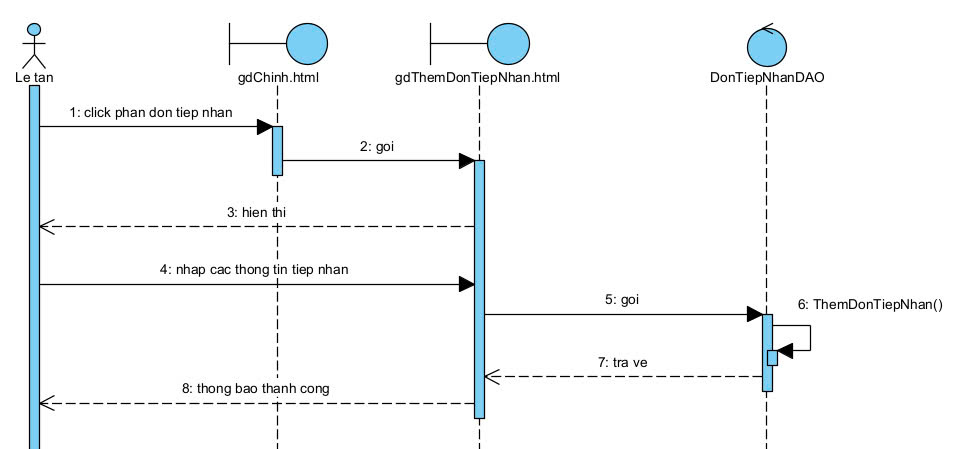 Le tan
gdChinh.html
gdThemDonTiepNhan.html
DonTiepNhanDAO
1: click phan don tiep nhan
2: goi
3: hien thi
4: nhap cac thong tin tiep nhan
5: goi
6: ThemDonTiepNhan()
7: tra ve
8: thong bao thanh cong